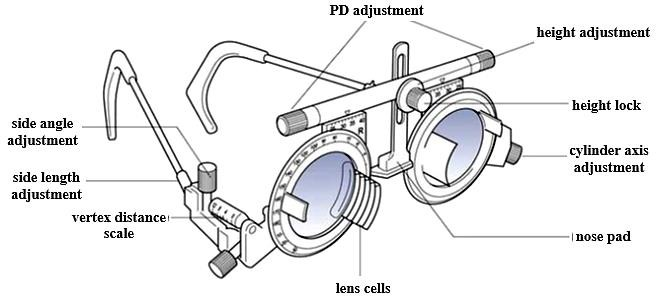 PD adjustment
height adjustment
height lock
side angle
adjustment
cylinder axis
adjustment
side length
adjustment
vertex distance
scale
nose pad
lens cells
R